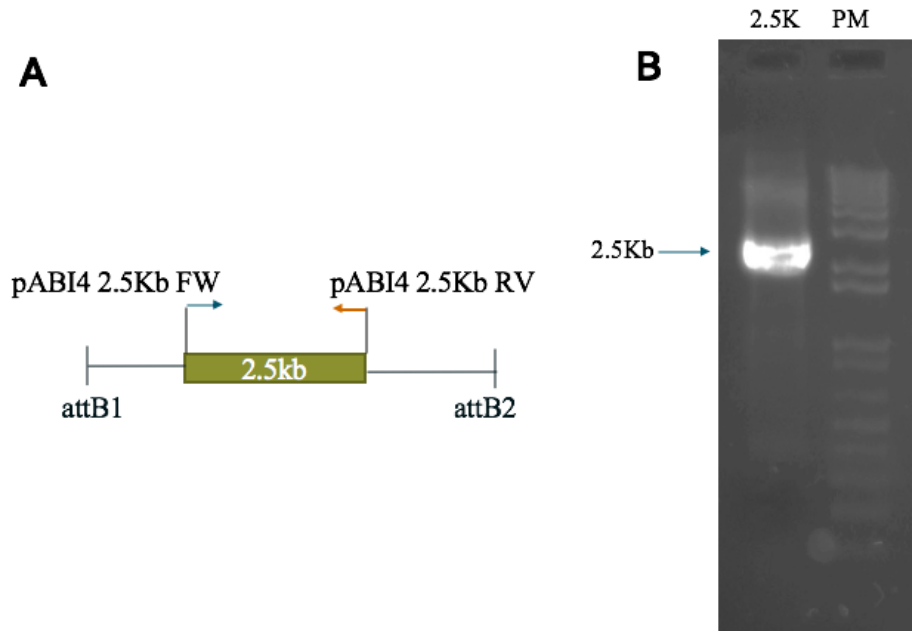 A
pABI4 2.5Kb FW
pABI4 2.5Kb RV
2.5kb
attB1
attB2
B
2.5K PM
2.5Kb